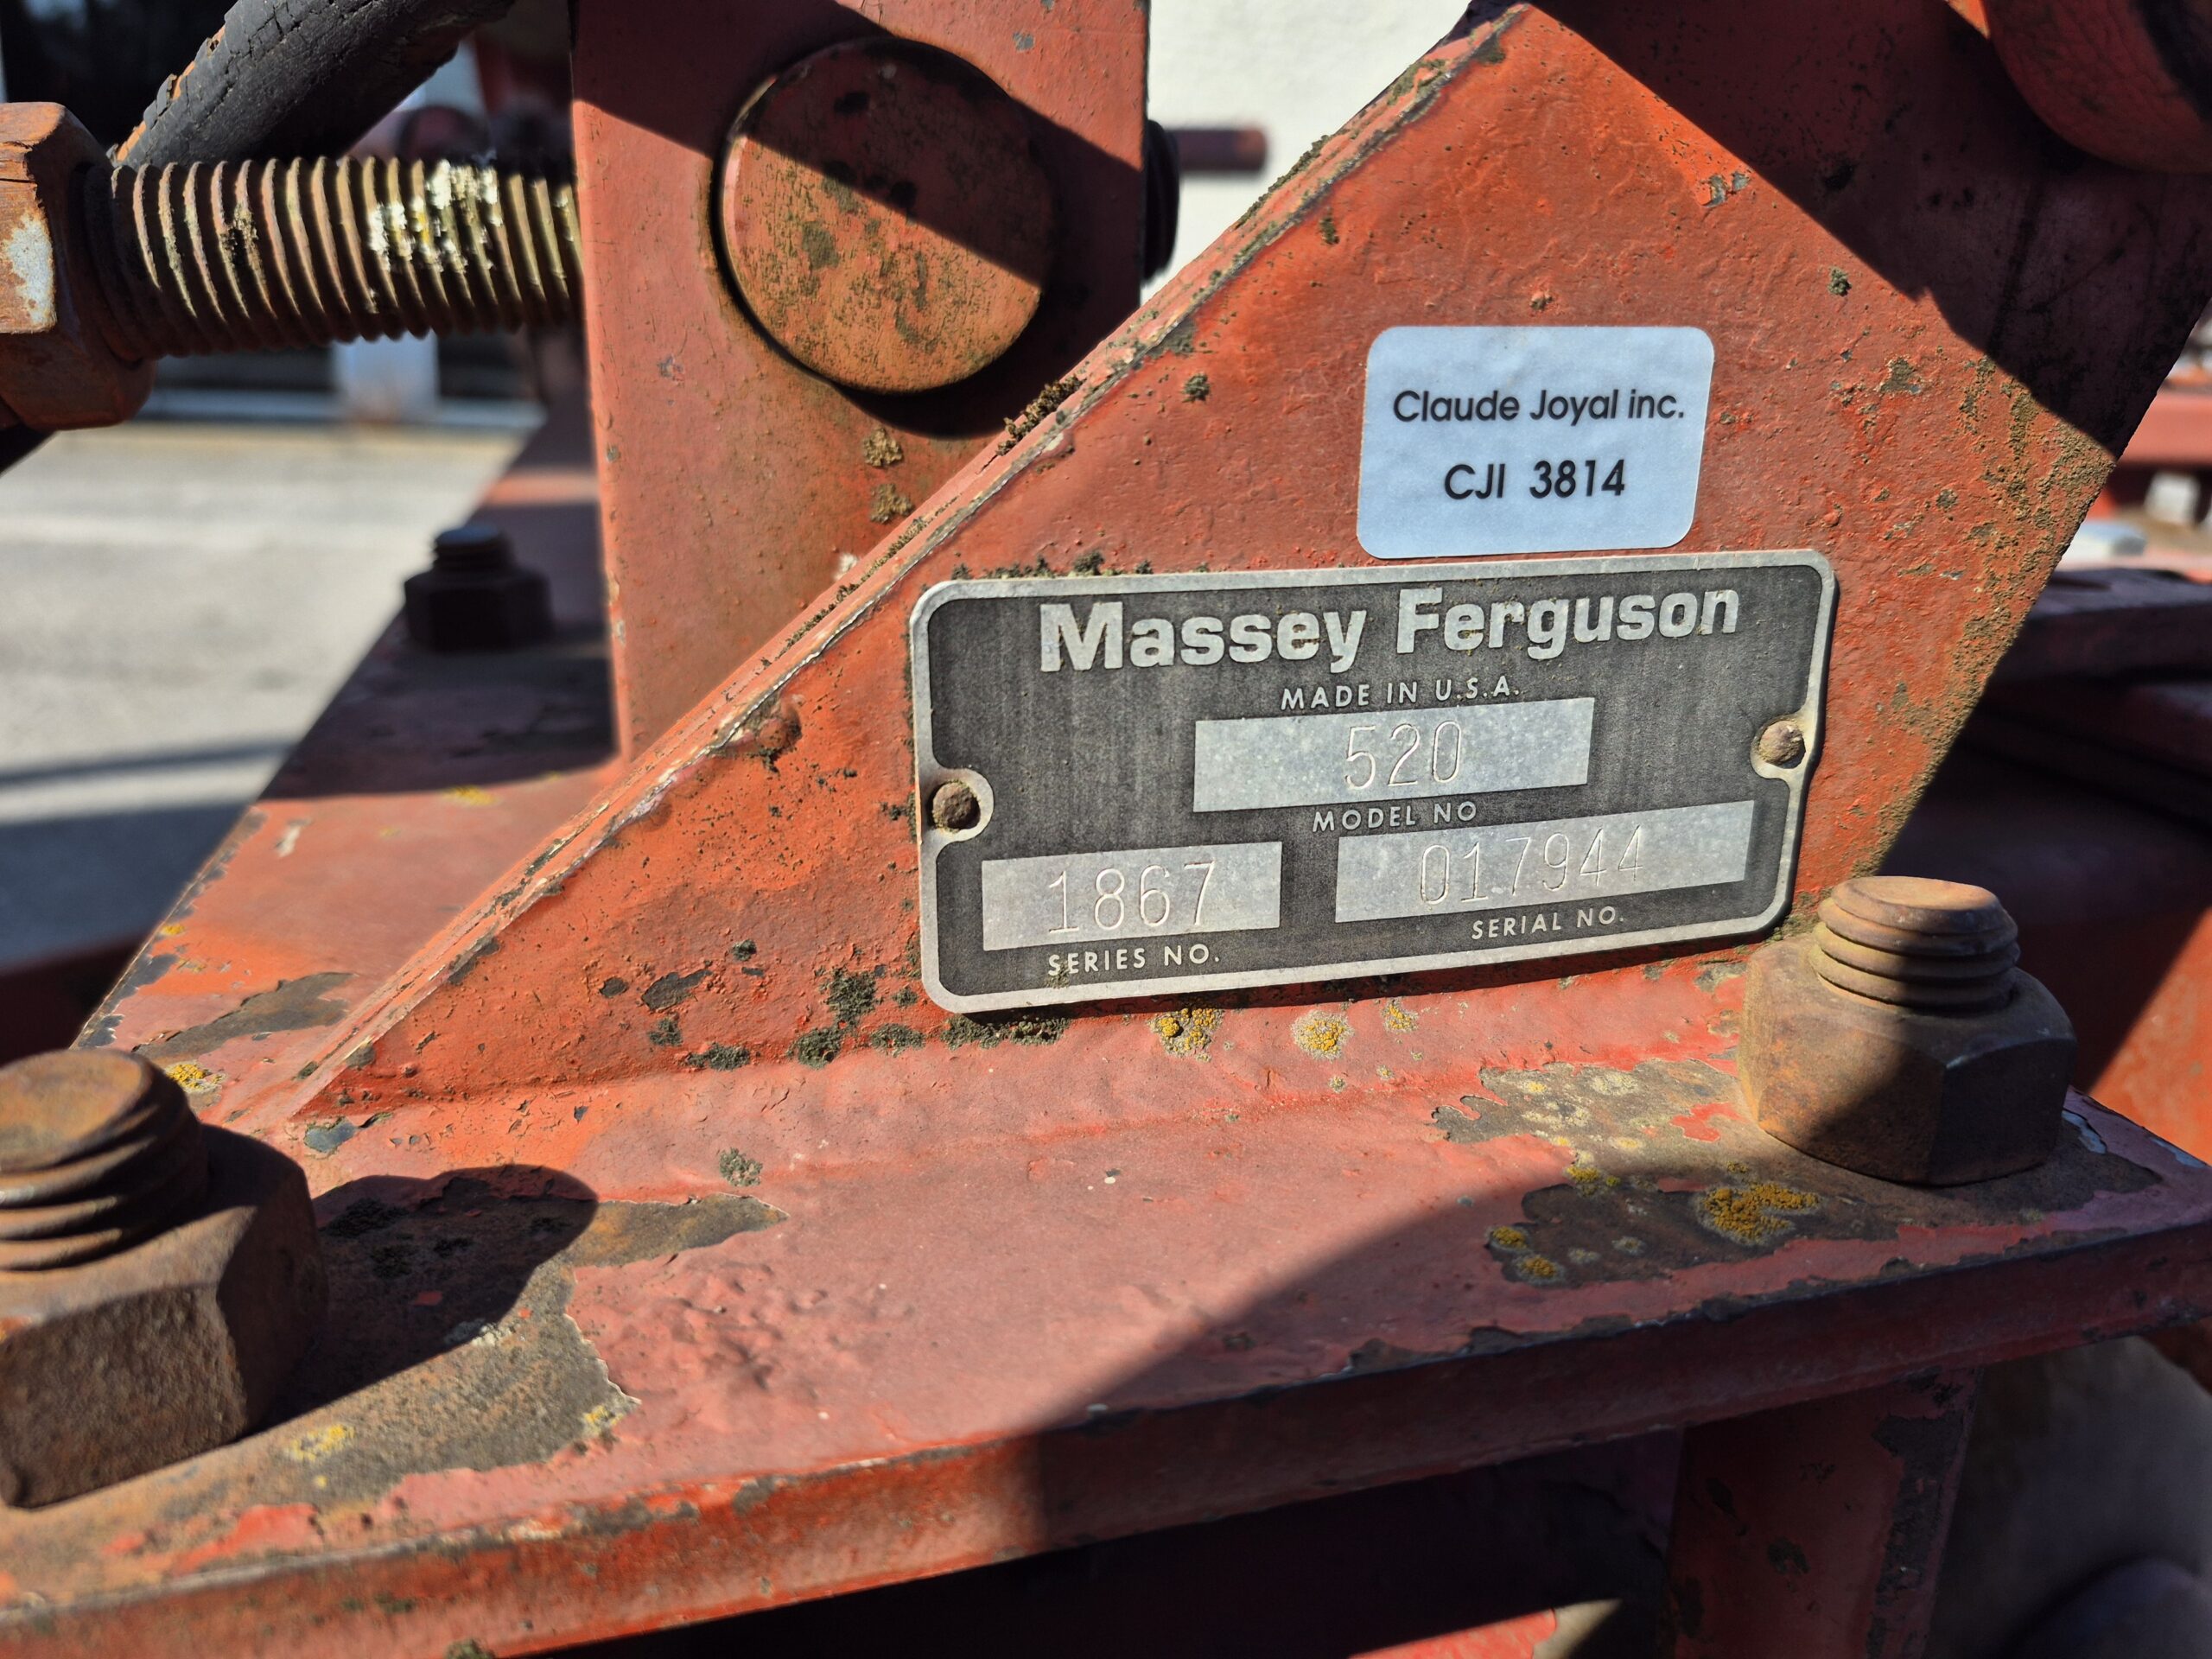 Claude Joyal inc.
CJI 3814
Massey Ferguson
MADE IN U.S.A.
520
MODEL NO
1867
SERIES NO.
017944
SERIAL NO.